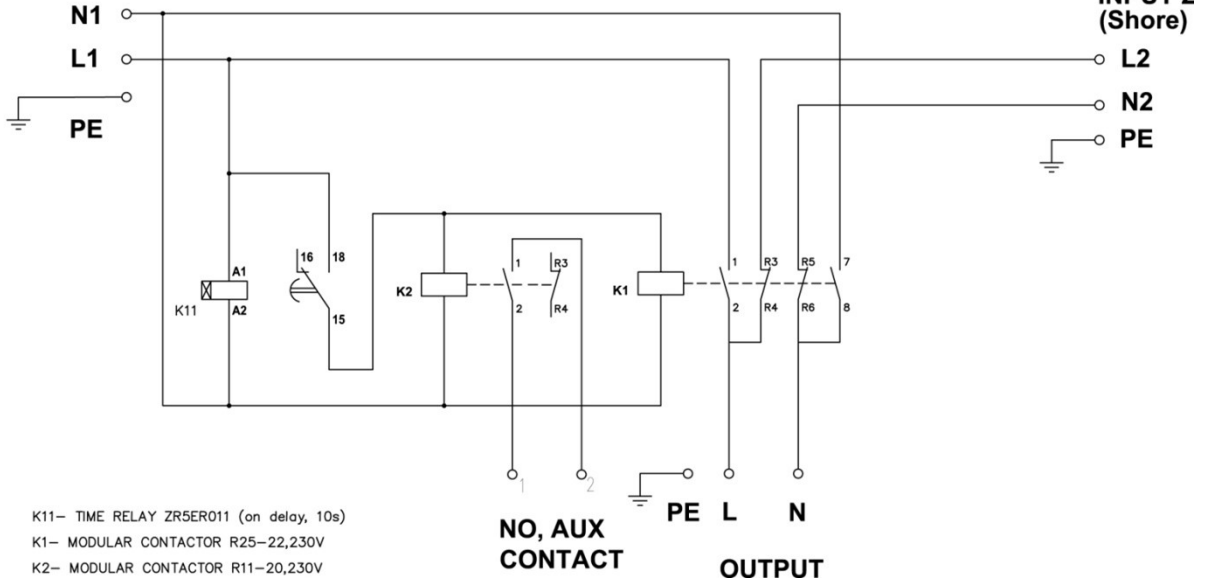 N1
INPUT 2
(Shore)
L1
L2
N2
PE
PE
16
18
A1
K11
A2
15
K2
1
R3
2
R4
K1
1
R3
R5
7
2
R4
R6
8
1
2
PE
L
N
K11– TIME RELAY ZR5ER011 (on delay, 10s)
K1– MODULAR CONTACTOR R25–22,230V
K2– MODULAR CONTACTOR R11–20,230V
NO, AUX
CONTACT
OUTPUT